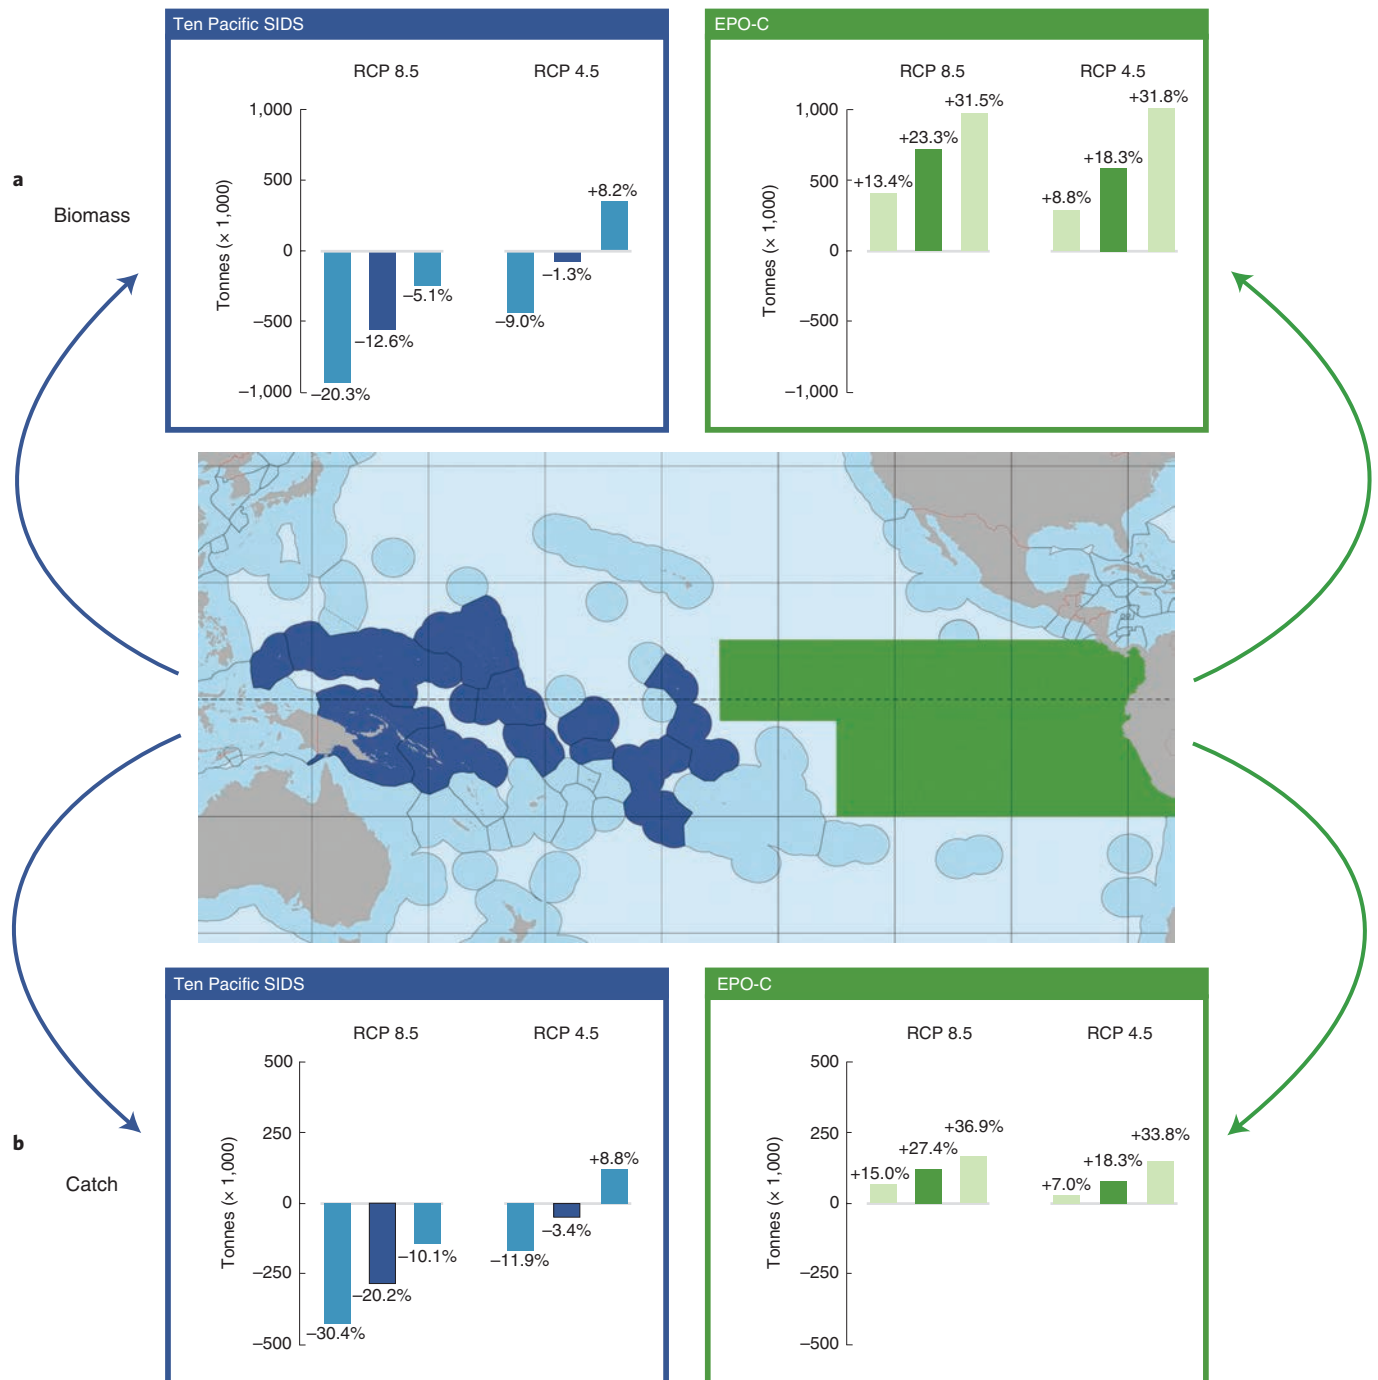 Ten Pacific SIDS
RCP 8.5
RCP 4.5
1,000
500
0
–500
–1,000
Tonnes (× 1,000)
–20.3%
–12.6%
–5.1%
–9.0%
–1.3%
+8.2%
EPO-C
RCP 8.5
RCP 4.5
1,000
500
0
–500
–1,000
Tonnes (× 1,000)
+13.4%
+23.3%
+31.5%
+8.8%
+18.3%
+31.8%
a
Biomass
Ten Pacific SIDS
RCP 8.5
RCP 4.5
500
250
0
–250
–500
Tonnes (× 1,000)
–30.4%
–20.2%
–10.1%
–11.9%
–3.4%
+8.8%
EPO-C
RCP 8.5
RCP 4.5
500
250
0
–250
–500
Tonnes (× 1,000)
+15.0%
+27.4%
+36.9%
+7.0%
+18.3%
+33.8%
b
Catch